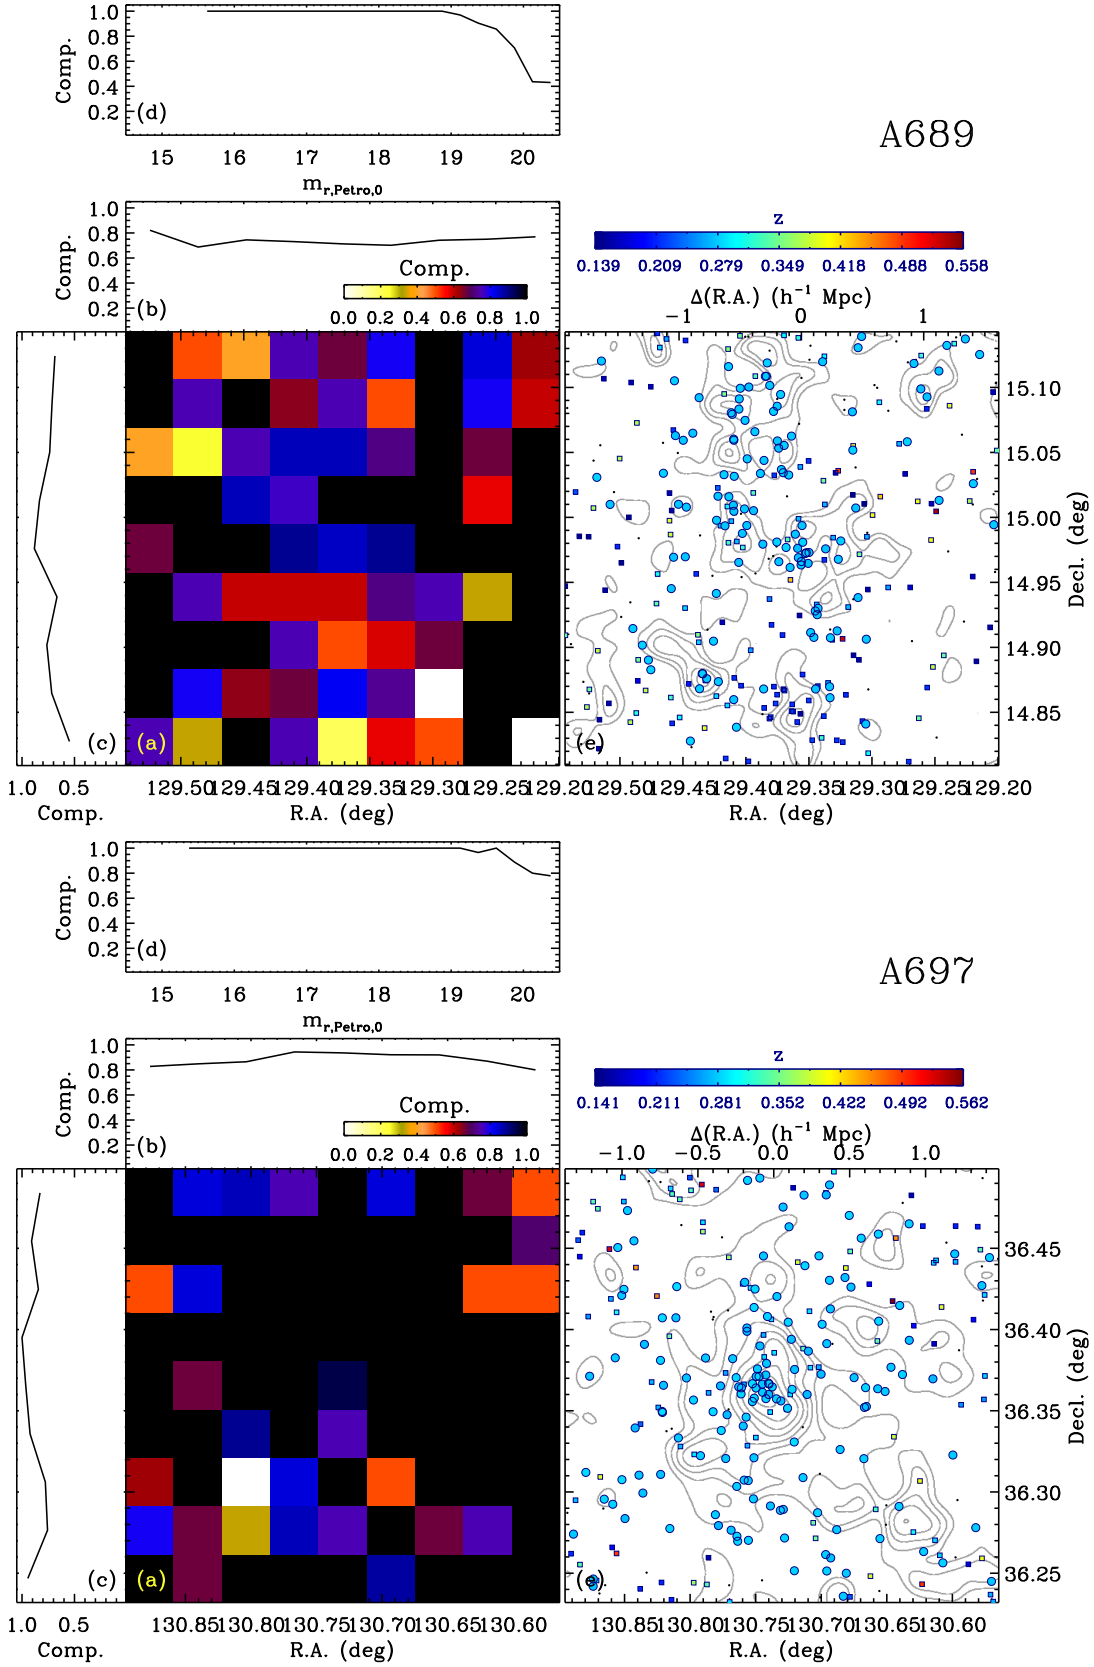 1.0
0.8
0.6
0.4
0.2
Comp.
(d)
15 16 17 18 19 20
m r,Petro,0
A689
1.0
0.8
0.6
0.4
0.2
Comp.
(b)
Comp.
0.0 0.2 0.4 0.6 0.8 1.0
z
0.139 0.209 0.279 0.349 0.418 0.488 0.558
Δ(R.A.) (h⁻¹ Mpc)
−1 0 1
15.10
15.05
15.00
14.95
14.90
14.85
Decl. (deg)
(c) (a) (e)
1.0 0.5
Comp.
129.50 129.45 129.40 129.35 129.30 129.25 129.20
R.A. (deg)
129.50 129.45 129.40 129.35 129.30 129.25 129.20
R.A. (deg)
1.0
0.8
0.6
0.4
0.2
Comp.
(d)
15 16 17 18 19 20
m r,Petro,0
A697
1.0
0.8
0.6
0.4
0.2
Comp.
(b)
Comp.
0.0 0.2 0.4 0.6 0.8 1.0
z
0.141 0.211 0.281 0.352 0.422 0.492 0.562
Δ(R.A.) (h⁻¹ Mpc)
−1.0 −0.5 0.0 0.5 1.0
36.45
36.40
36.35
36.30
36.25
Decl. (deg)
(c) (a) (e)
1.0 0.5
Comp.
130.85 130.80 130.75 130.70 130.65 130.60
R.A. (deg)
130.85 130.80 130.75 130.70 130.65 130.60
R.A. (deg)